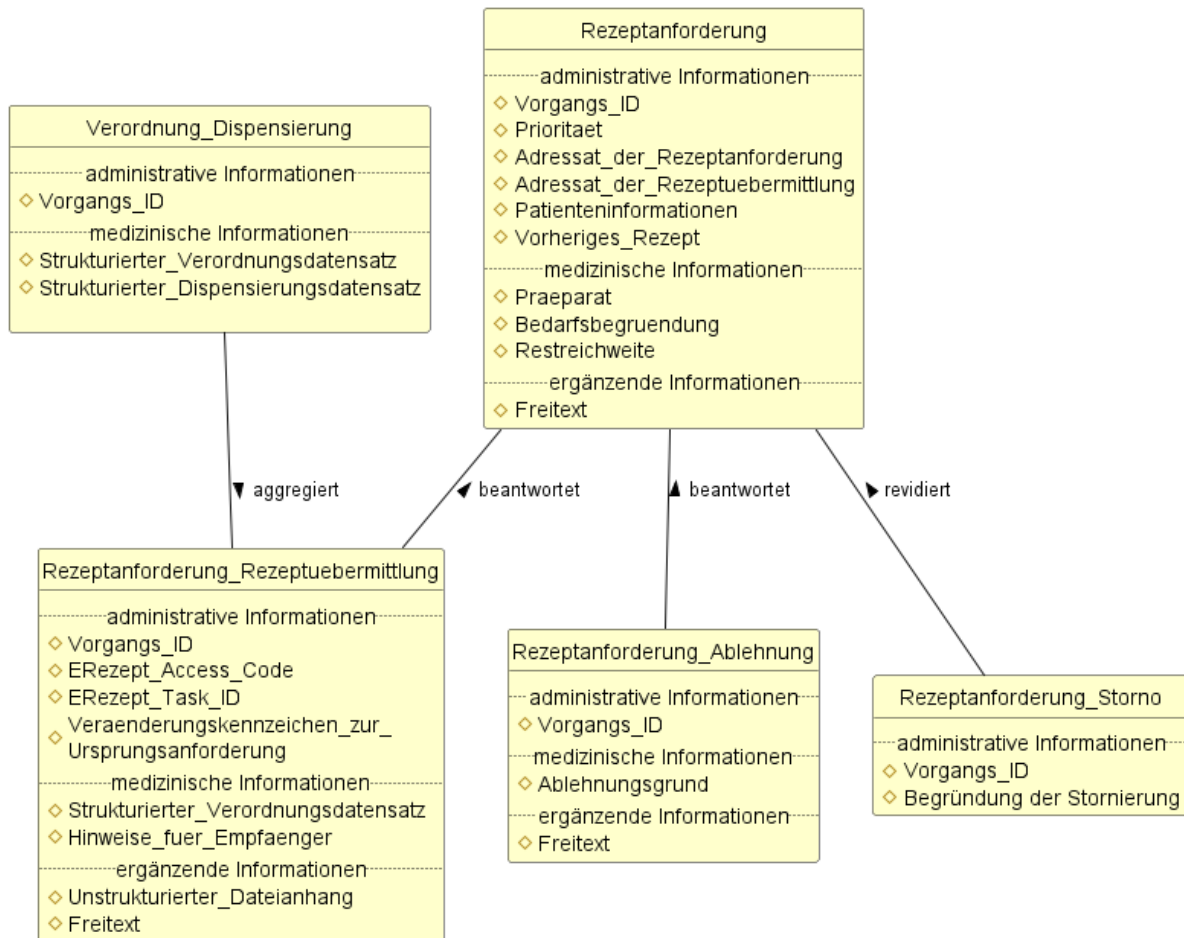 Rezeptanforderung
administrative Informationen
Vorgangs_ID
Prioritaet
Adressat_der_Rezeptanforderung
Adressat_der_Rezeptuebermittlung
Patienteninformationen
Vorheriges_Rezept
medizinische Informationen
Praeparat
Bedarfsbegruendung
Restreichweite
ergänzende Informationen
Freitext
Verordnung_Dispensierung
administrative Informationen
Vorgangs_ID
medizinische Informationen
Strukturierter_Verordnungsdatensatz
Strukturierter_Dispensierungsdatensatz
aggregiert
beantwortet
beantwortet
revidiert
Rezeptanforderung_Rezeptuebermittlung
administrative Informationen
Vorgangs_ID
ERezept_Access_Code
ERezept_Task_ID
Veraenderungskennzeichen_zur_
Ursprungsanforderung
medizinische Informationen
Strukturierter_Verordnungsdatensatz
Hinweise_fuer_Empfaenger
ergänzende Informationen
Unstrukturierter_Dateianhang
Freitext
Rezeptanforderung_Ablehnung
administrative Informationen
Vorgangs_ID
medizinische Informationen
Ablehnungsgrund
ergänzende Informationen
Freitext
Rezeptanforderung_Storno
administrative Informationen
Vorgangs_ID
Begründung der Stornierung